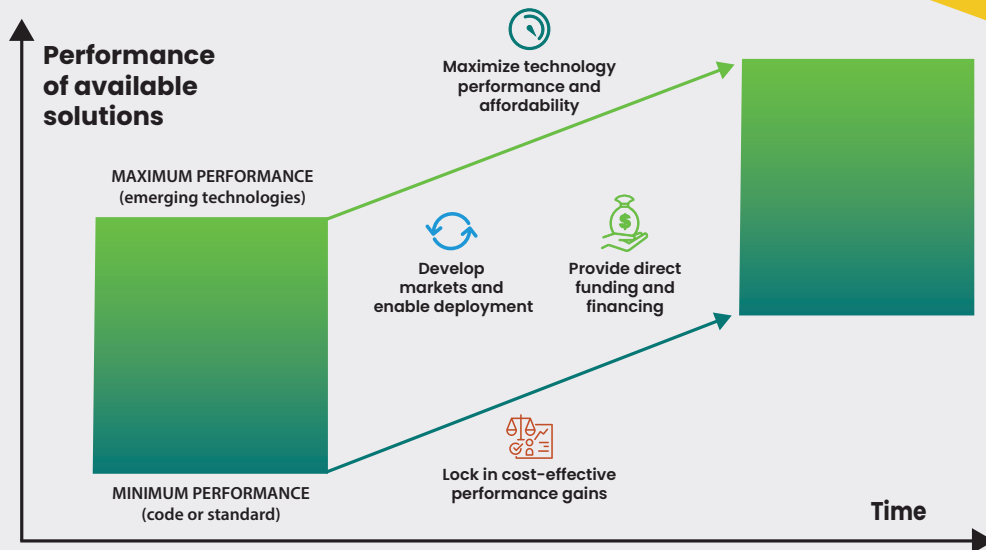 Performance
of available
solutions
Maximize technology
performance and
affordability
MAXIMUM PERFORMANCE
(emerging technologies)
$
Develop
markets and
enable deployment
Provide direct
funding and
financing
Lock in cost-effective
performance gains
MINIMUM PERFORMANCE
(code or standard)
Time